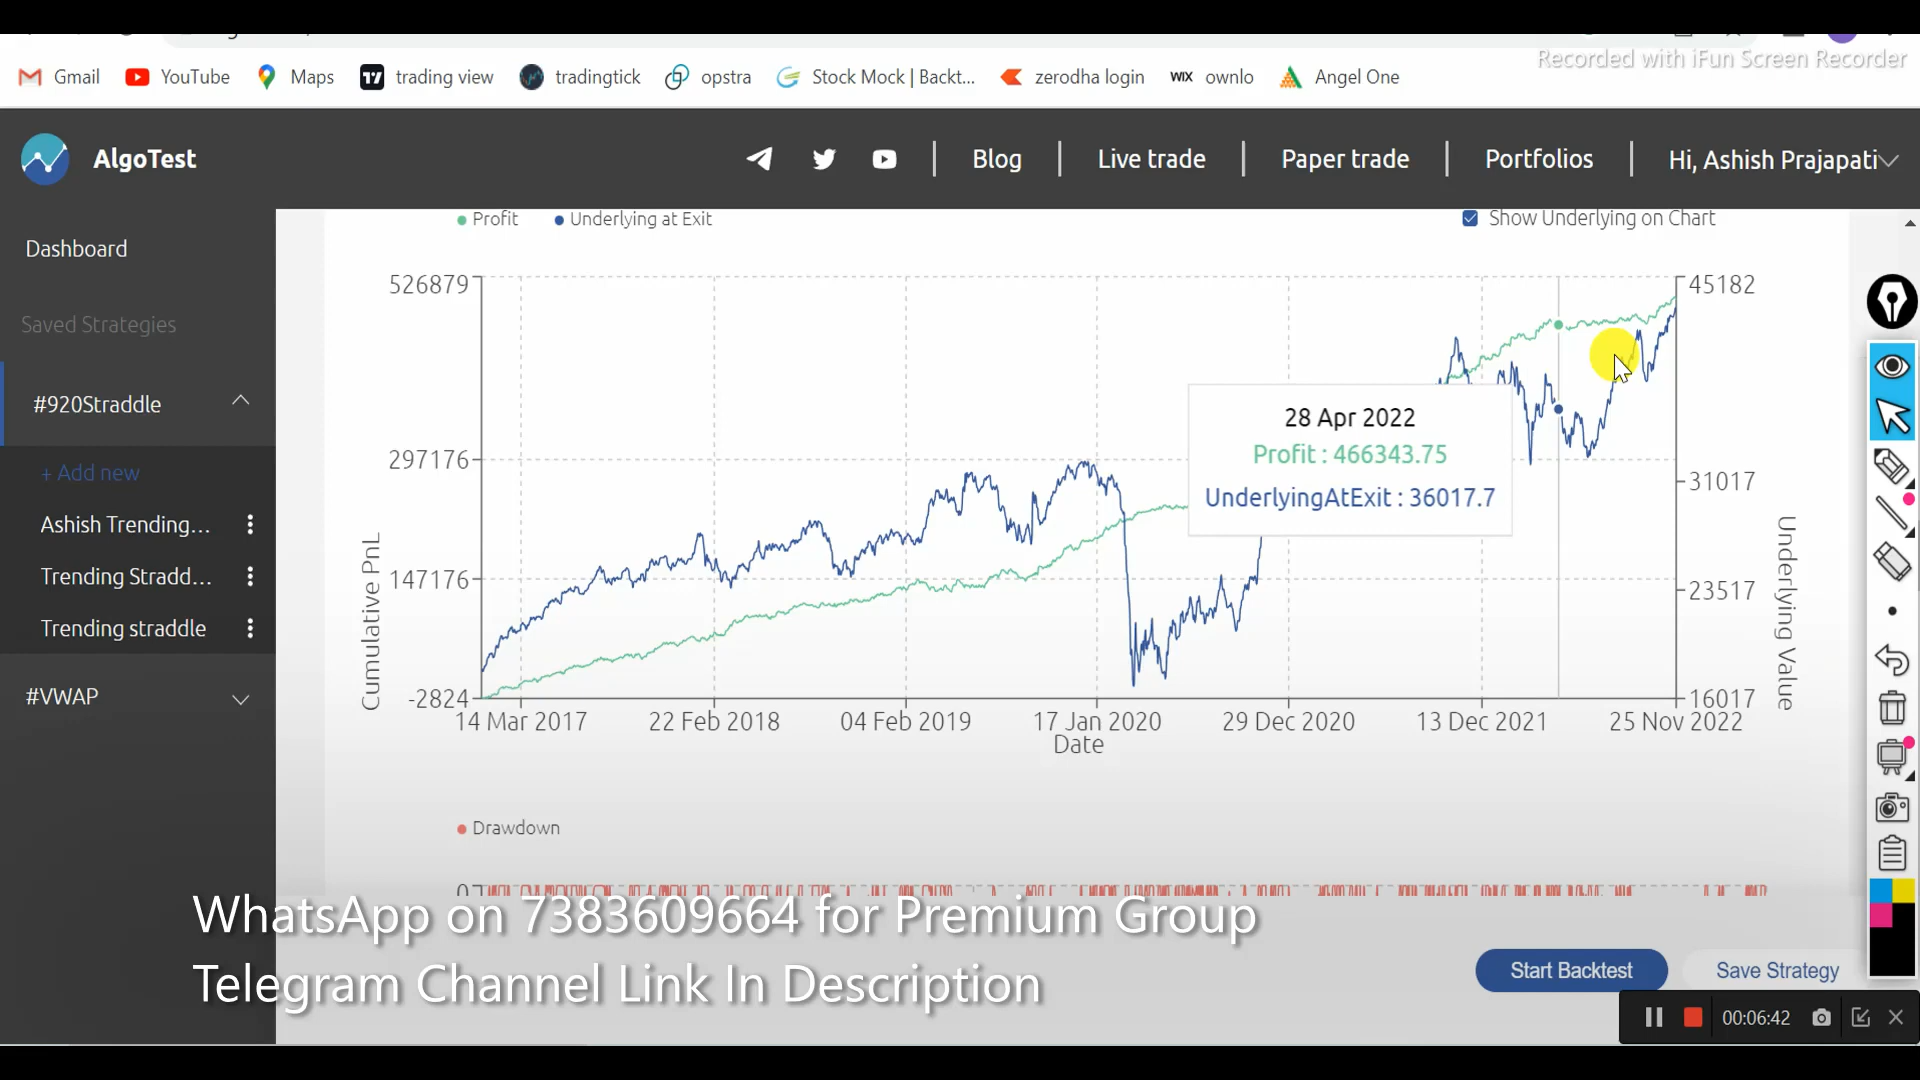 Recorded with iFun Screen Recorder
Gmail YouTube Maps trading view tradingtick opstra Stock Mock | Backt... zerodha login WIX ownlo Angel One
AlgoTest Blog Live trade Paper trade Portfolios Hi, Ashish Prajapati
Dashboard
Saved Strategies
#920Straddle
+ Add new
Ashish Trending...
Trending Stradd...
Trending straddle
#VWAP
Profit Underlying at Exit Show Underlying on Chart
526879 45182
28 Apr 2022
Profit : 466343.75
UnderlyingAtExit : 36017.7
297176 31017
147176 23517
-2824 16017
Cumulative PnL
Underlying Value
14 Mar 2017 22 Feb 2018 04 Feb 2019 17 Jan 2020 29 Dec 2020 13 Dec 2021 25 Nov 2022
Date
Drawdown
0
WhatsApp on 7383609664 for Premium Group
Telegram Channel Link In Description
Start Backtest Save Strategy
00:06:42